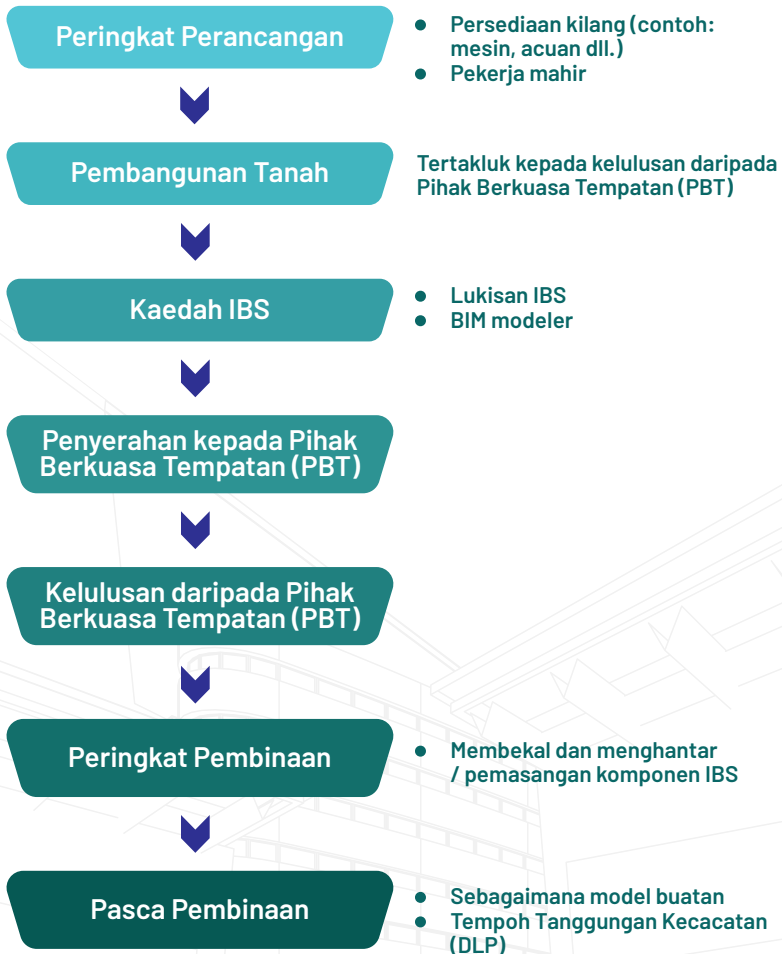 Peringkat Perancangan
● Persediaan kilang (contoh:
mesin, acuan dll.)
● Pekerja mahir
Pembangunan Tanah
Tertakluk kepada kelulusan daripada
Pihak Berkuasa Tempatan (PBT)
Kaedah IBS
● Lukisan IBS
● BIM modeler
Penyerahan kepada Pihak
Berkuasa Tempatan (PBT)
Kelulusan daripada Pihak
Berkuasa Tempatan (PBT)
Peringkat Pembinaan
● Membekal dan menghantar
/ pemasangan komponen IBS
Pasca Pembinaan
● Sebagaimana model buatan
● Tempoh Tanggungan Kecacatan
(DLP)